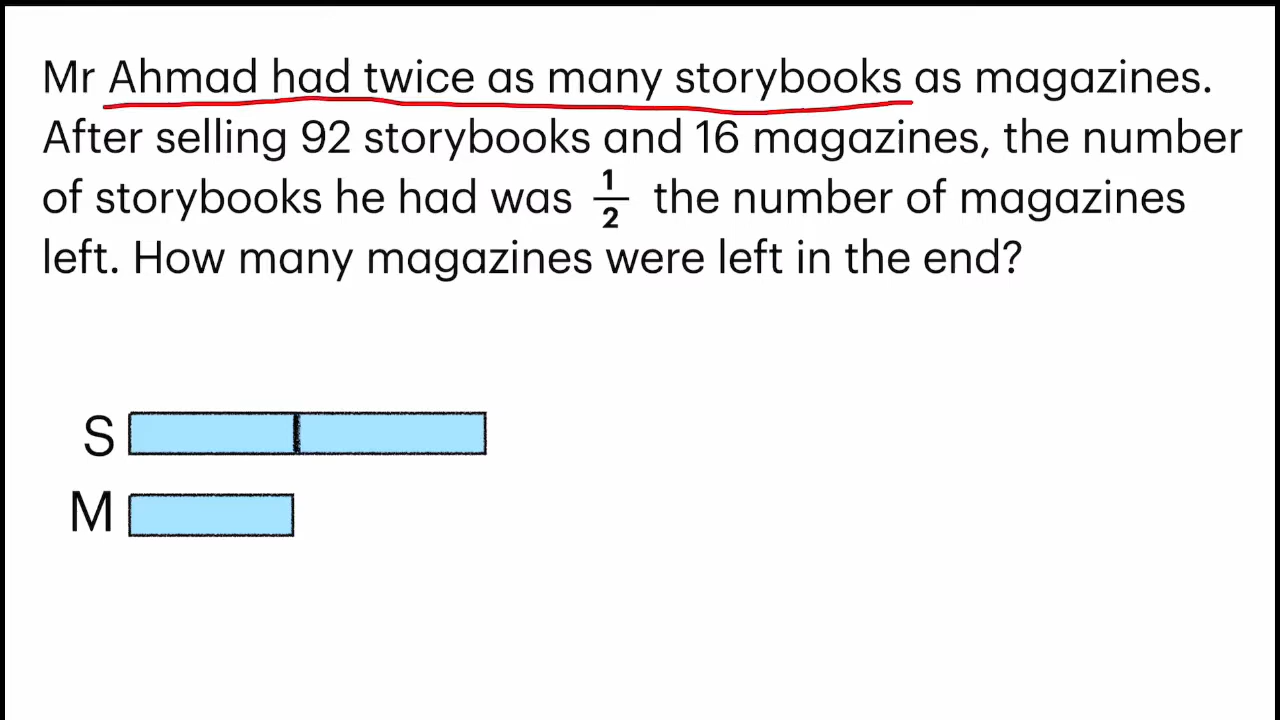 Mr Ahmad had twice as many storybooks as magazines.
After selling 92 storybooks and 16 magazines, the number
of storybooks he had was 1/2 the number of magazines
left. How many magazines were left in the end?
S
M